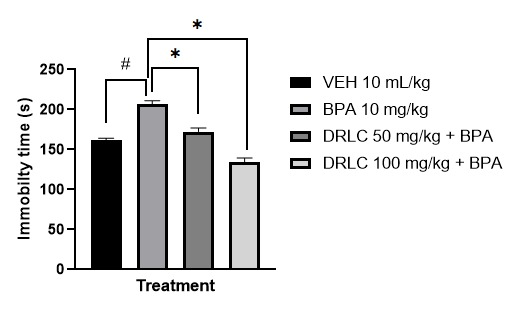 *
*
#
250
200
150
100
50
0
Immobilty time (s)
Treatment
VEH 10 mL/kg
BPA 10 mg/kg
DRLC 50 mg/kg + BPA
DRLC 100 mg/kg + BPA